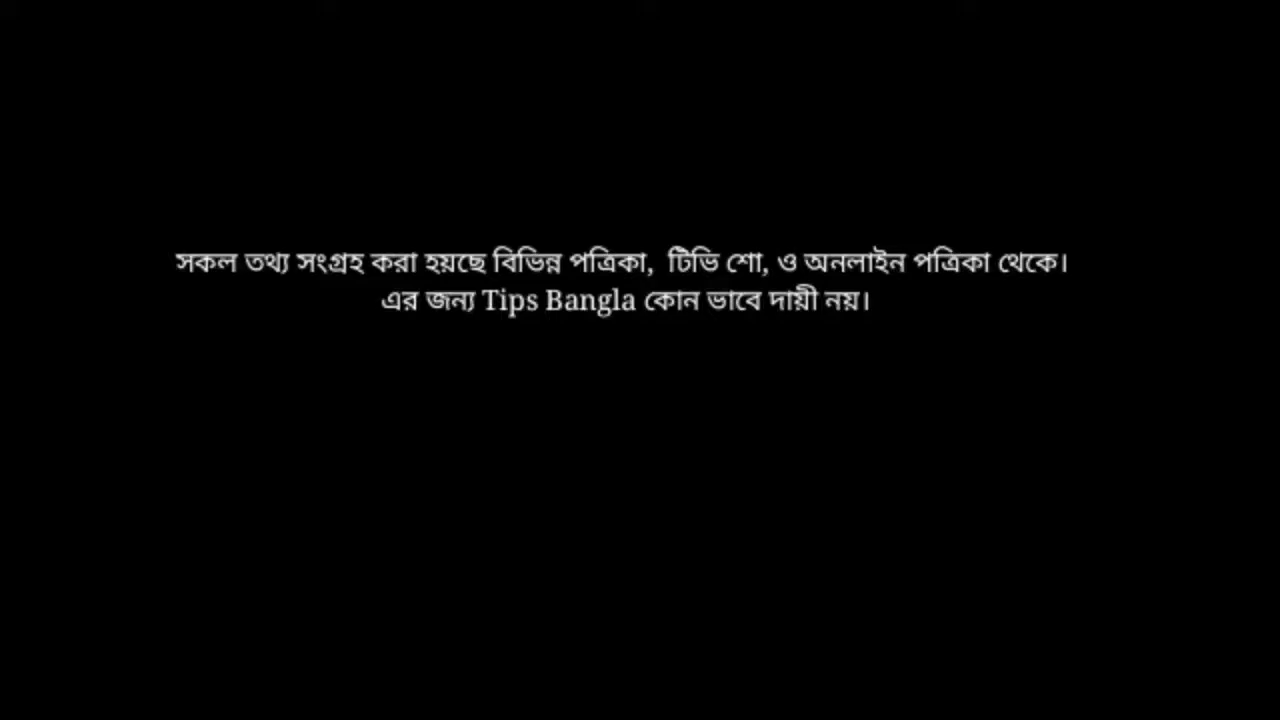 সকল তথ্য সংগ্রহ করা হয়ছে বিভিন্ন পত্রিকা,  টিভি শো, ও অনলাইন পত্রিকা থেকে।
এর জন্য Tips Bangla কোন ভাবে দায়ী নয়।